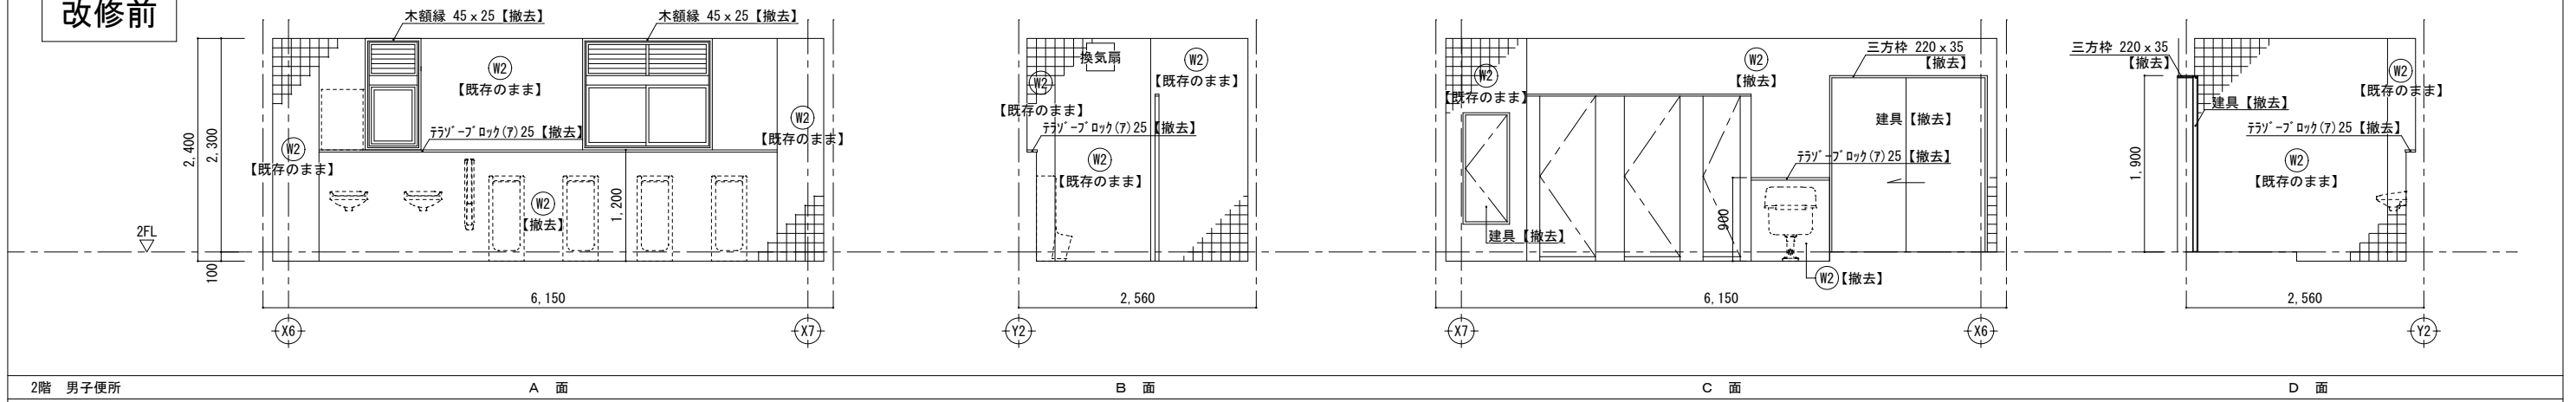 改修前
木額縁 45 x 25【撤去】
木額縁 45 x 25【撤去】
W2
【既存のまま】
W2
【既存のまま】
W2
【既存のまま】
W2
【撤去】
ﾃﾗｿﾞｰﾌﾞﾛｯｸ(ｱ)25【撤去】
2,400
2,300
100
1,200
2FL
6,150
X6
X7
換気扇
W2
【既存のまま】
W2
【既存のまま】
ﾃﾗｿﾞｰﾌﾞﾛｯｸ(ｱ)25【撤去】
W2
【既存のまま】
2,560
Y2
W2
【既存のまま】
W2
【撤去】
三方枠 220 x 35
【撤去】
建具【撤去】
ﾃﾗｿﾞｰﾌﾞﾛｯｸ(ｱ)25【撤去】
900
建具【撤去】
W2【撤去】
6,150
X7
X6
三方枠 220 x 35
【撤去】
W2
【既存のまま】
建具【撤去】
ﾃﾗｿﾞｰﾌﾞﾛｯｸ(ｱ)25【撤去】
1,900
W2
【既存のまま】
2,560
Y2
2階 男子便所
A 面
B 面
C 面
D 面